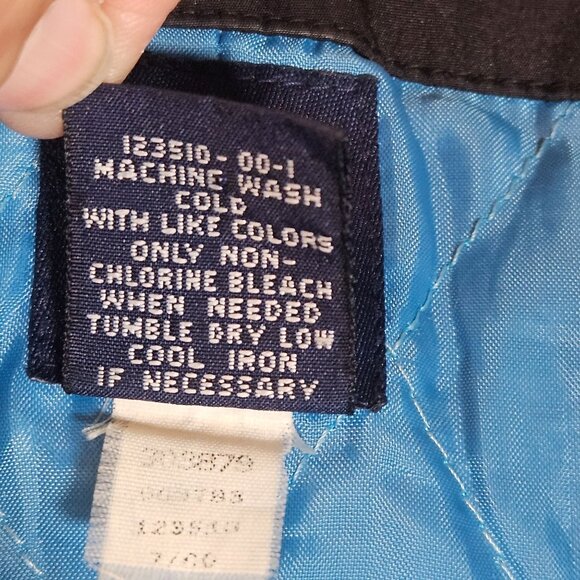 123510-00-1
MACHINE WASH
COLD
WITH LIKE COLORS
ONLY NON-
CHLORINE BLEACH
WHEN NEEDED
TUMBLE DRY LOW
COOL IRON
IF NECESSARY
303879